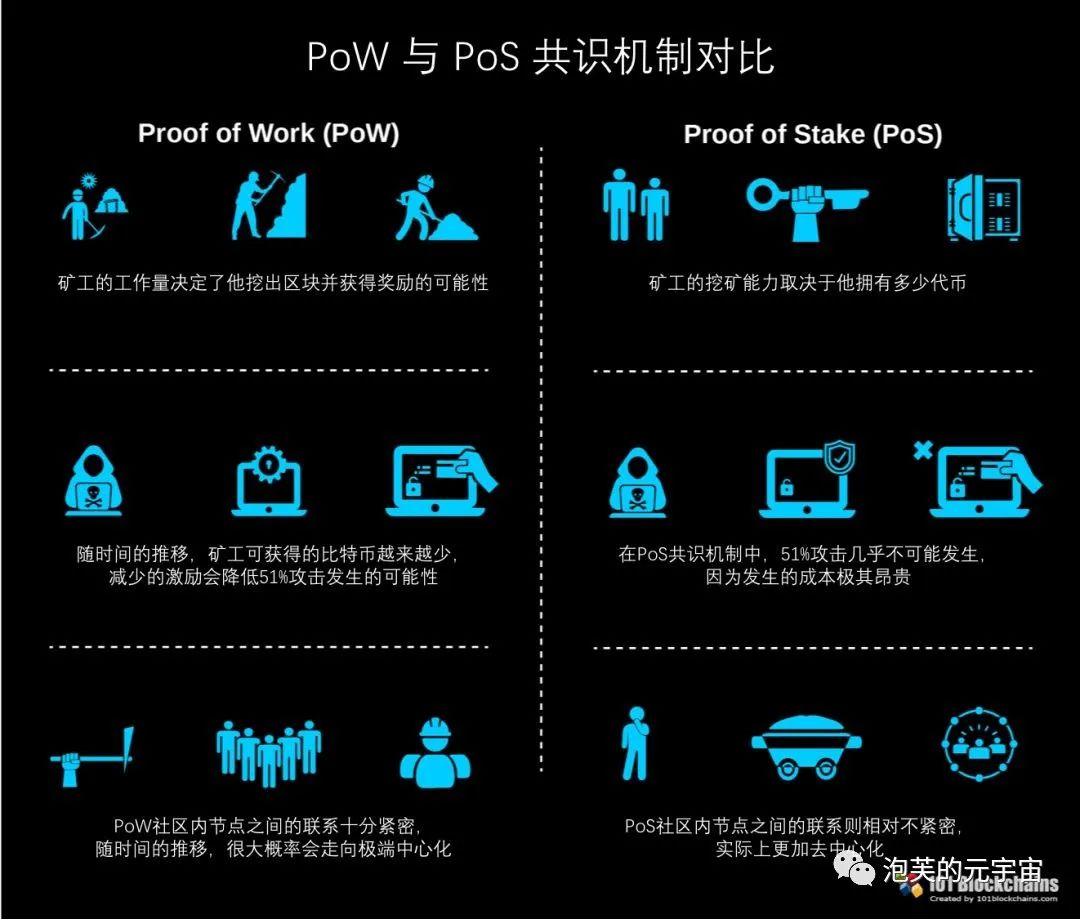 PoW 与 PoS 共识机制对比
Proof of Work (PoW)
矿工的工作量决定了他挖出区块并获得奖励的可能性
随时间的推移，矿工可获得的比特币越来越少，
减少的激励会降低51%攻击发生的可能性
PoW社区内节点之间的联系十分紧密，
随时间的推移，很大概率会走向极端中心化
Proof of Stake (PoS)
矿工的挖矿能力取决于他拥有多少代币
在PoS共识机制中，51%攻击几乎不可能发生，
因为发生的成本极其昂贵
PoS社区内节点之间的联系则相对不紧密，
实际上更加去中心化
泡芙的元宇宙
101 Blockchains
Created by 101blockchains.com